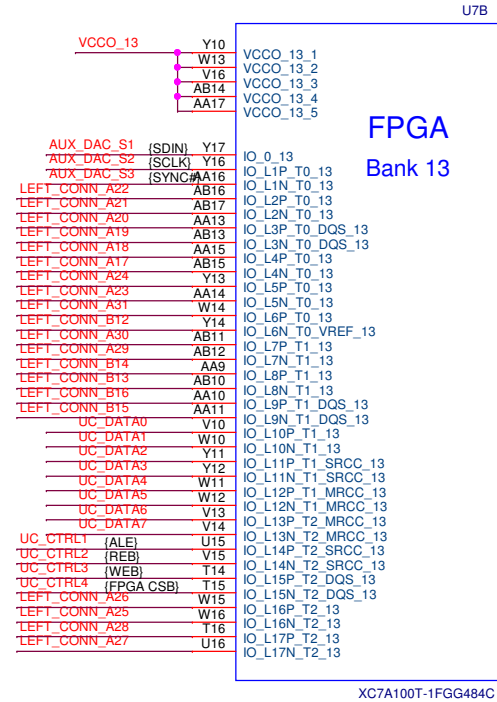 U7B
VCCO_13 Y10 VCCO_13_1
W13 VCCO_13_2
V16 VCCO_13_3
AB14 VCCO_13_4
AA17 VCCO_13_5
FPGA
Bank 13
AUX_DAC_S1 {SDIN} Y17 IO_0_13
AUX_DAC_S2 {SCLK} Y16 IO_L1P_T0_13
AUX_DAC_S3 {SYNC#} AA16 IO_L1N_T0_13
LEFT_CONN_A22 AB16 IO_L2P_T0_13
LEFT_CONN_A21 AB17 IO_L2N_T0_13
LEFT_CONN_A20 AA13 IO_L3P_T0_DQS_13
LEFT_CONN_A19 AB13 IO_L3N_T0_DQS_13
LEFT_CONN_A18 AA15 IO_L4P_T0_13
LEFT_CONN_A17 AB15 IO_L4N_T0_13
LEFT_CONN_A24 Y13 IO_L5P_T0_13
LEFT_CONN_A23 AA14 IO_L5N_T0_13
LEFT_CONN_A31 W14 IO_L6P_T0_13
LEFT_CONN_B12 Y14 IO_L6N_T0_VREF_13
LEFT_CONN_A30 AB11 IO_L7P_T1_13
LEFT_CONN_A29 AB12 IO_L7N_T1_13
LEFT_CONN_B14 AA9 IO_L8P_T1_13
LEFT_CONN_B13 AB10 IO_L8N_T1_13
LEFT_CONN_B16 AA10 IO_L9P_T1_DQS_13
LEFT_CONN_B15 AA11 IO_L9N_T1_DQS_13
UC_DATA0 V10 IO_L10P_T1_13
UC_DATA1 W10 IO_L10N_T1_13
UC_DATA2 Y11 IO_L11P_T1_SRCC_13
UC_DATA3 Y12 IO_L11N_T1_SRCC_13
UC_DATA4 W11 IO_L12P_T1_MRCC_13
UC_DATA5 W12 IO_L12N_T1_MRCC_13
UC_DATA6 V13 IO_L13P_T2_MRCC_13
UC_DATA7 V14 IO_L13N_T2_MRCC_13
UC_CTRL1 {ALE} U15 IO_L14P_T2_SRCC_13
UC_CTRL2 {REB} V15 IO_L14N_T2_SRCC_13
UC_CTRL3 {WEB} T14 IO_L15P_T2_DQS_13
UC_CTRL4 {FPGA CSB} T15 IO_L15N_T2_DQS_13
LEFT_CONN_A26 W15 IO_L16P_T2_13
LEFT_CONN_A25 W16 IO_L16N_T2_13
LEFT_CONN_A28 T16 IO_L17P_T2_13
LEFT_CONN_A27 U16 IO_L17N_T2_13
XC7A100T-1FGG484C